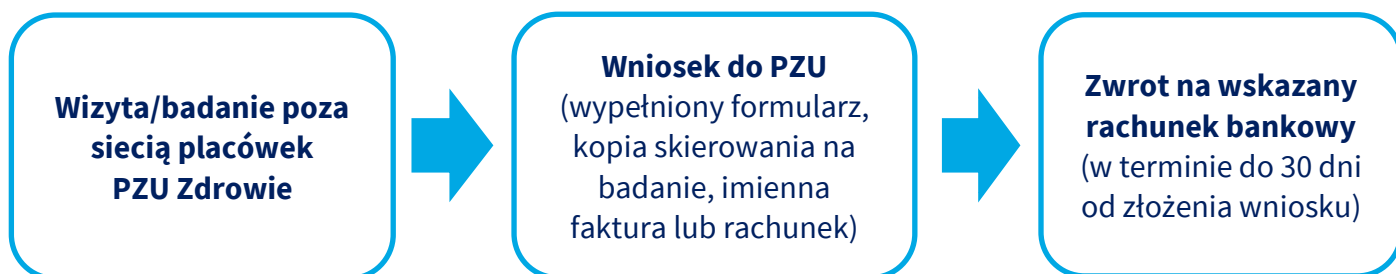 Wizyta/badanie poza
siecią placówek
PZU Zdrowie
Wniosek do PZU
(wypełniony formularz,
kopia skierowania na
badanie, imienna
faktura lub rachunek)
Zwrot na wskazany
rachunek bankowy
(w terminie do 30 dni
od złożenia wniosku)